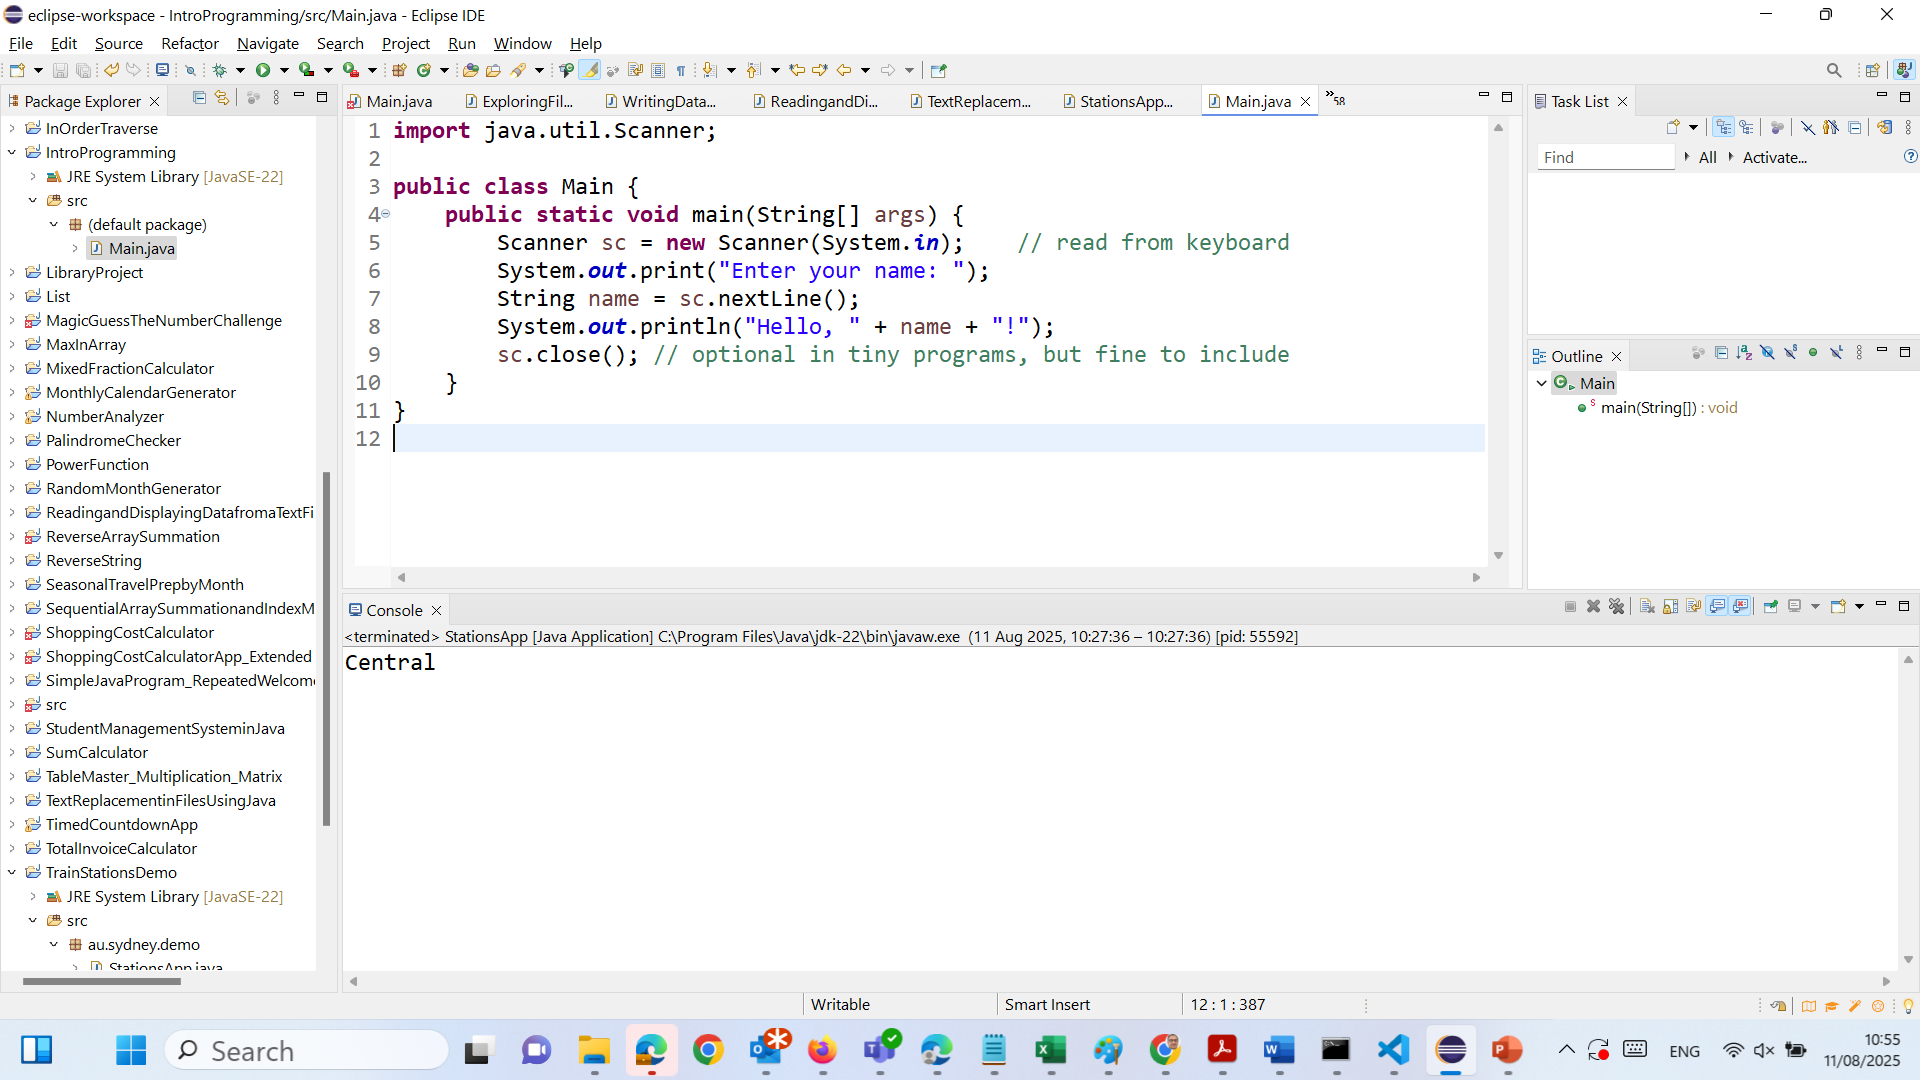 eclipse-workspace - IntroProgramming/src/Main.java - Eclipse IDE
File Edit Source Refactor Navigate Search Project Run Window Help
Package Explorer
InOrderTraverse
IntroProgramming
JRE System Library [JavaSE-22]
src
(default package)
Main.java
LibraryProject
List
MagicGuessTheNumberChallenge
MaxInArray
MixedFractionCalculator
MonthlyCalendarGenerator
NumberAnalyzer
PalindromeChecker
PowerFunction
RandomMonthGenerator
ReadingandDisplayingDatafromaTextFi
ReverseArraySummation
ReverseString
SeasonalTravelPrepbyMonth
SequentialArraySummationandIndexM
ShoppingCostCalculator
ShoppingCostCalculatorApp_Extended
SimpleJavaProgram_RepeatedWelcome
src
StudentManagementSysteminJava
SumCalculator
TableMaster_Multiplication_Matrix
TextReplacementinFilesUsingJava
TimedCountdownApp
TotalInvoiceCalculator
TrainStationsDemo
JRE System Library [JavaSE-22]
src
au.sydney.demo
StationsApp.java
Main.java ExploringFil... WritingData... ReadingandDi... TextReplacem... StationsApp... Main.java »58
1 import java.util.Scanner;
2
3 public class Main {
4 public static void main(String[] args) {
5 Scanner sc = new Scanner(System.in); // read from keyboard
6 System.out.print("Enter your name: ");
7 String name = sc.nextLine();
8 System.out.println("Hello, " + name + "!");
9 sc.close(); // optional in tiny programs, but fine to include
10 }
11 }
12
Task List
Find All Activate...
Outline
Main
main(String[]) : void
Console
<terminated> StationsApp [Java Application] C:\Program Files\Java\jdk-22\bin\javaw.exe (11 Aug 2025, 10:27:36 – 10:27:36) [pid: 55592]
Central
Writable Smart Insert 12 : 1 : 387
Search
ENG
10:55
11/08/2025